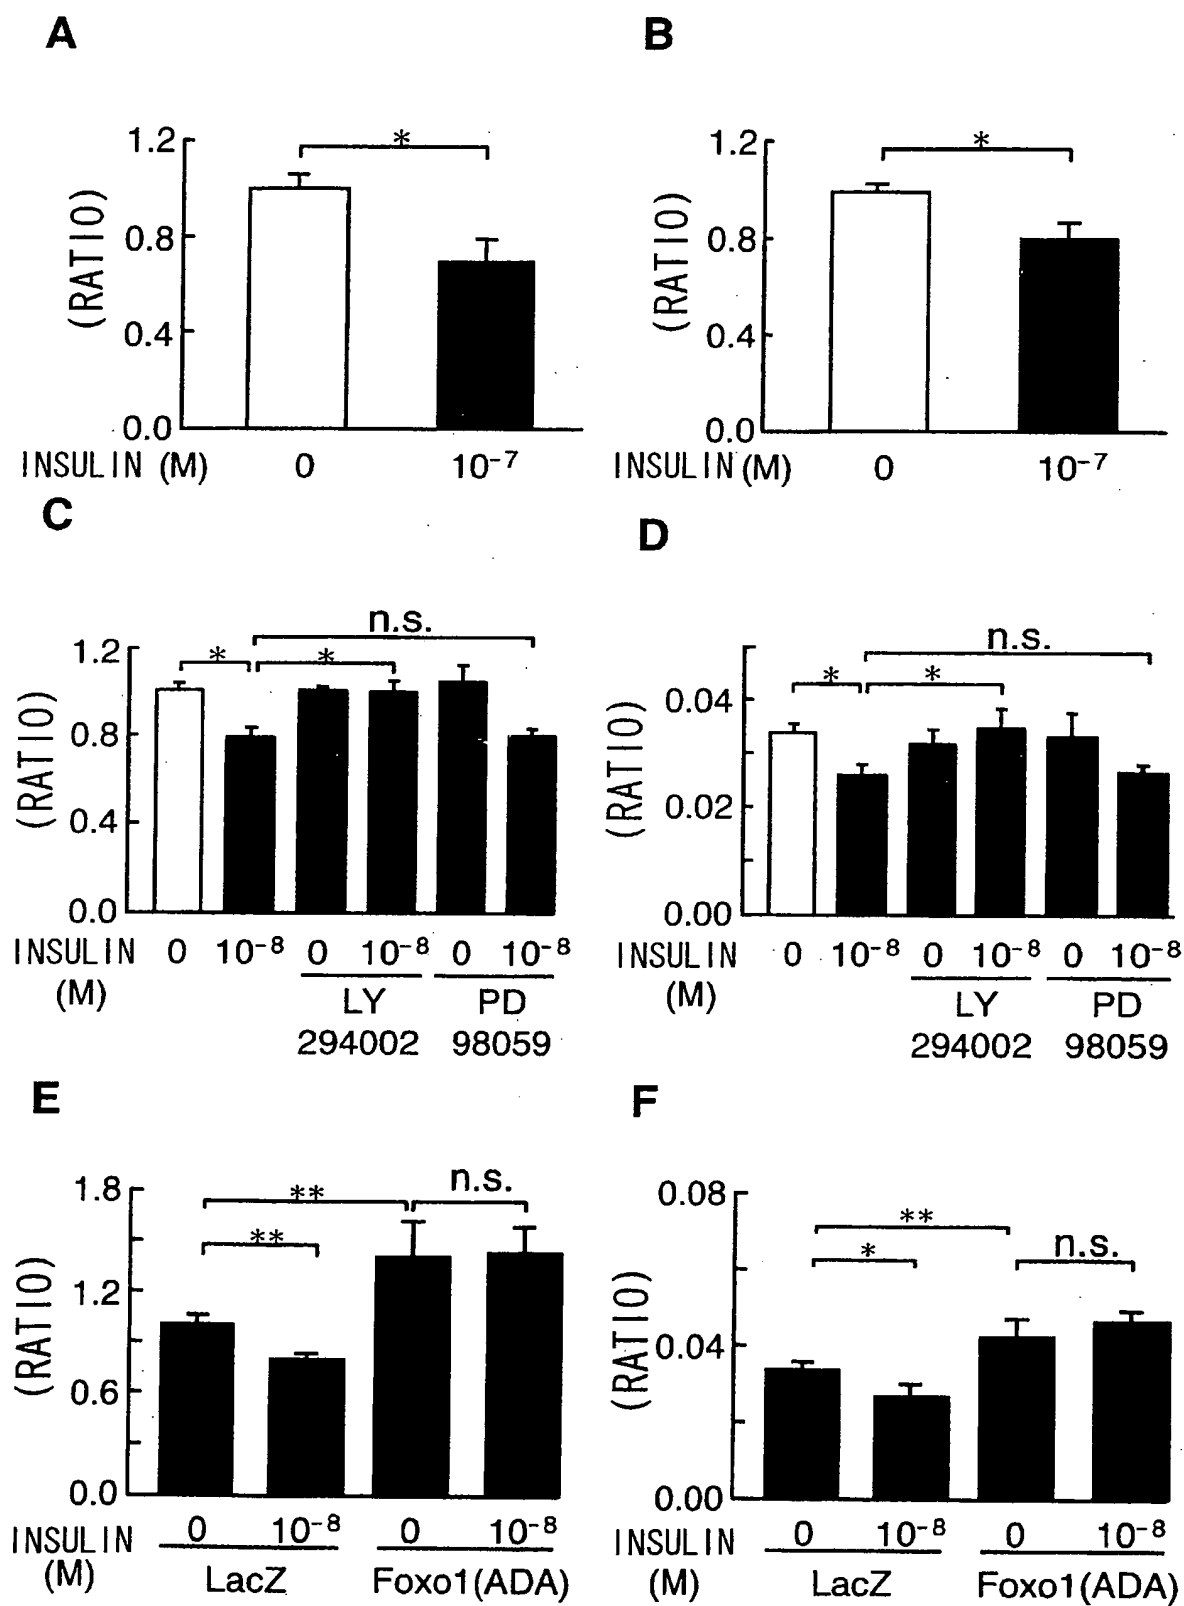 A
B
1.2
0.8
0.4
0.0
(RATIO)
*
INSULIN (M) 0 10⁻⁷
1.2
0.8
0.4
0.0
(RATIO)
*
INSULIN (M) 0 10⁻⁷
C
D
n.s.
* *
1.2
0.8
0.4
0.0
(RATIO)
INSULIN 0 10⁻⁸ 0 10⁻⁸ 0 10⁻⁸
(M) LY PD
294002 98059
n.s.
* *
0.04
0.02
0.00
(RATIO)
INSULIN 0 10⁻⁸ 0 10⁻⁸ 0 10⁻⁸
(M) LY PD
294002 98059
E
F
** n.s.
**
1.8
1.2
0.6
0.0
(RATIO)
INSULIN 0 10⁻⁸ 0 10⁻⁸
(M) LacZ Foxo1(ADA)
**
* n.s.
0.08
0.04
0.00
(RATIO)
INSULIN 0 10⁻⁸ 0 10⁻⁸
(M) LacZ Foxo1(ADA)